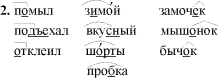 2. помыл зимой замочек
подъехал вкусный мышонок
отклеил шорты бычок
пробка